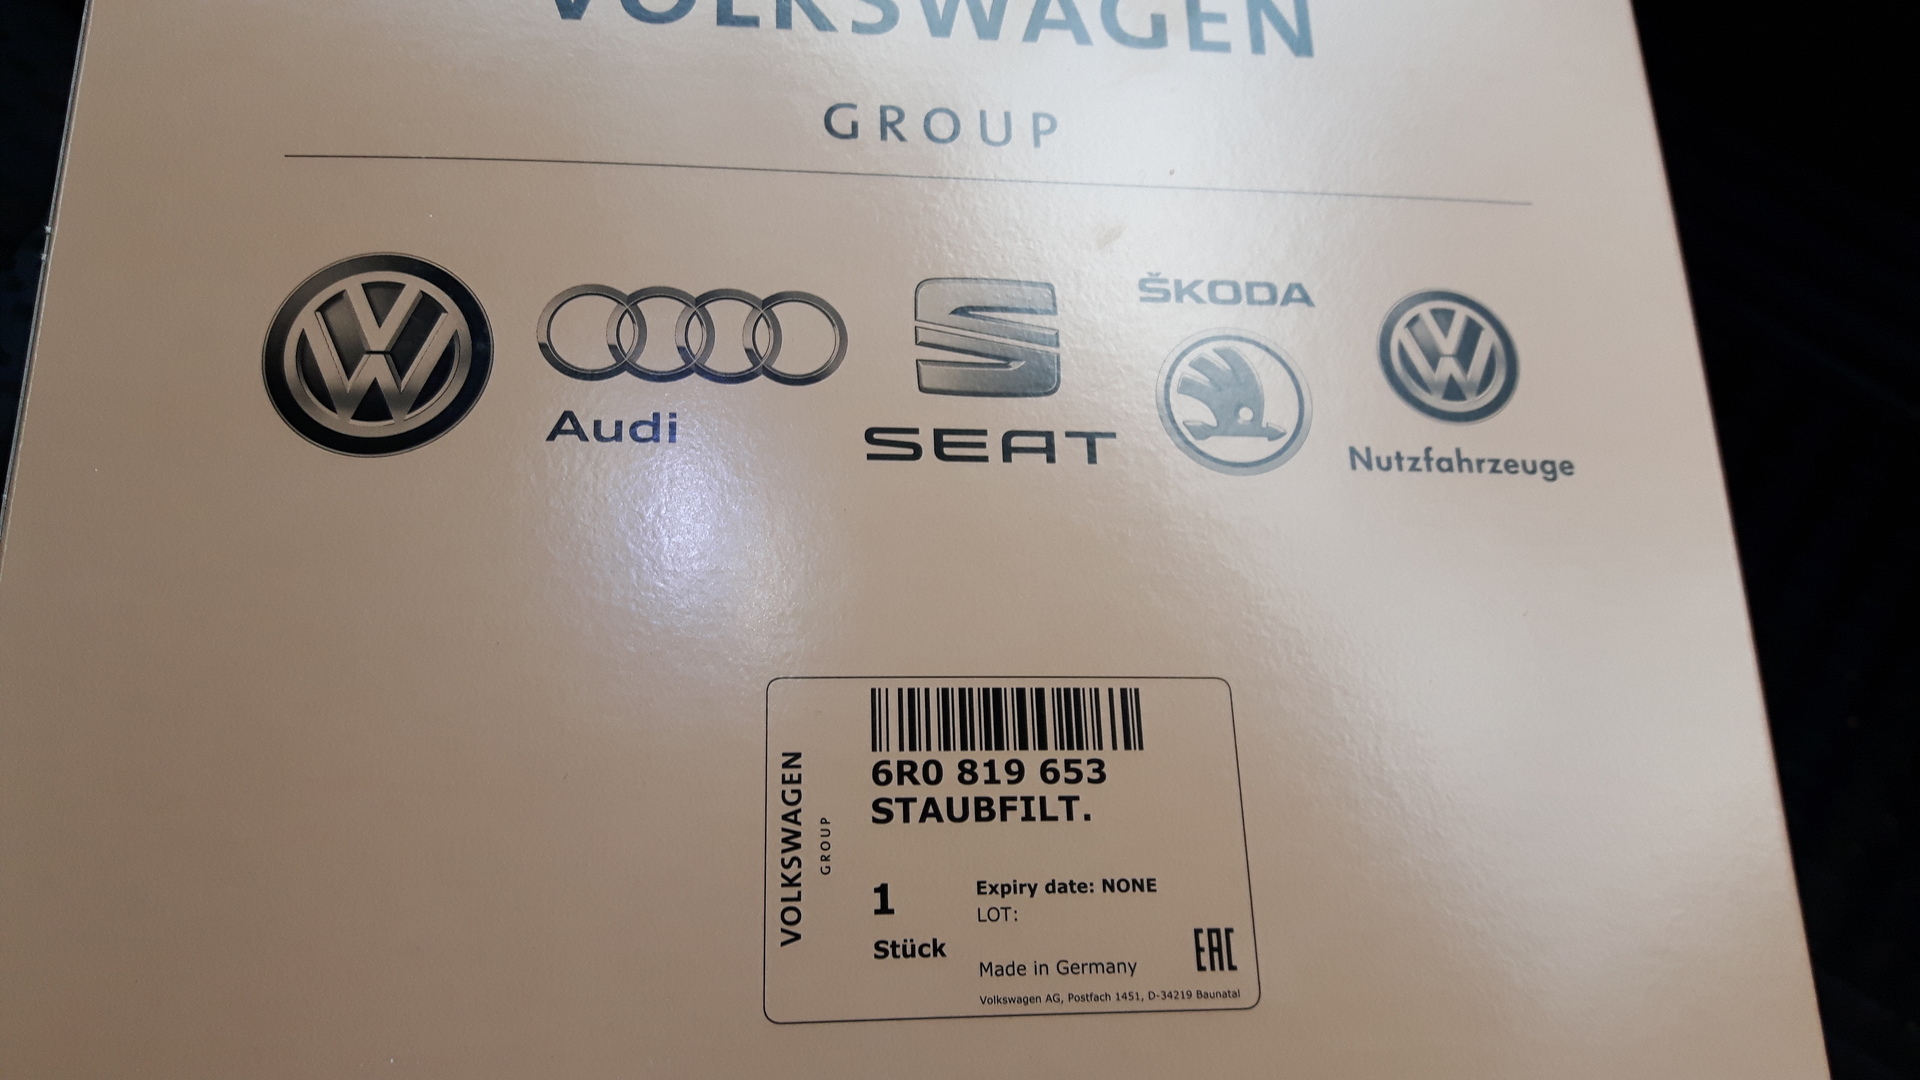 VOLKSWAGEN
GROUP
Audi
SEAT
ŠKODA
Nutzfahrzeuge
VOLKSWAGEN
GROUP
6R0 819 653
STAUBFILT.
1
Stück
Expiry date: NONE
LOT:
Made in Germany
EAC
Volkswagen AG, Postfach 1451, D-34219 Baunatal